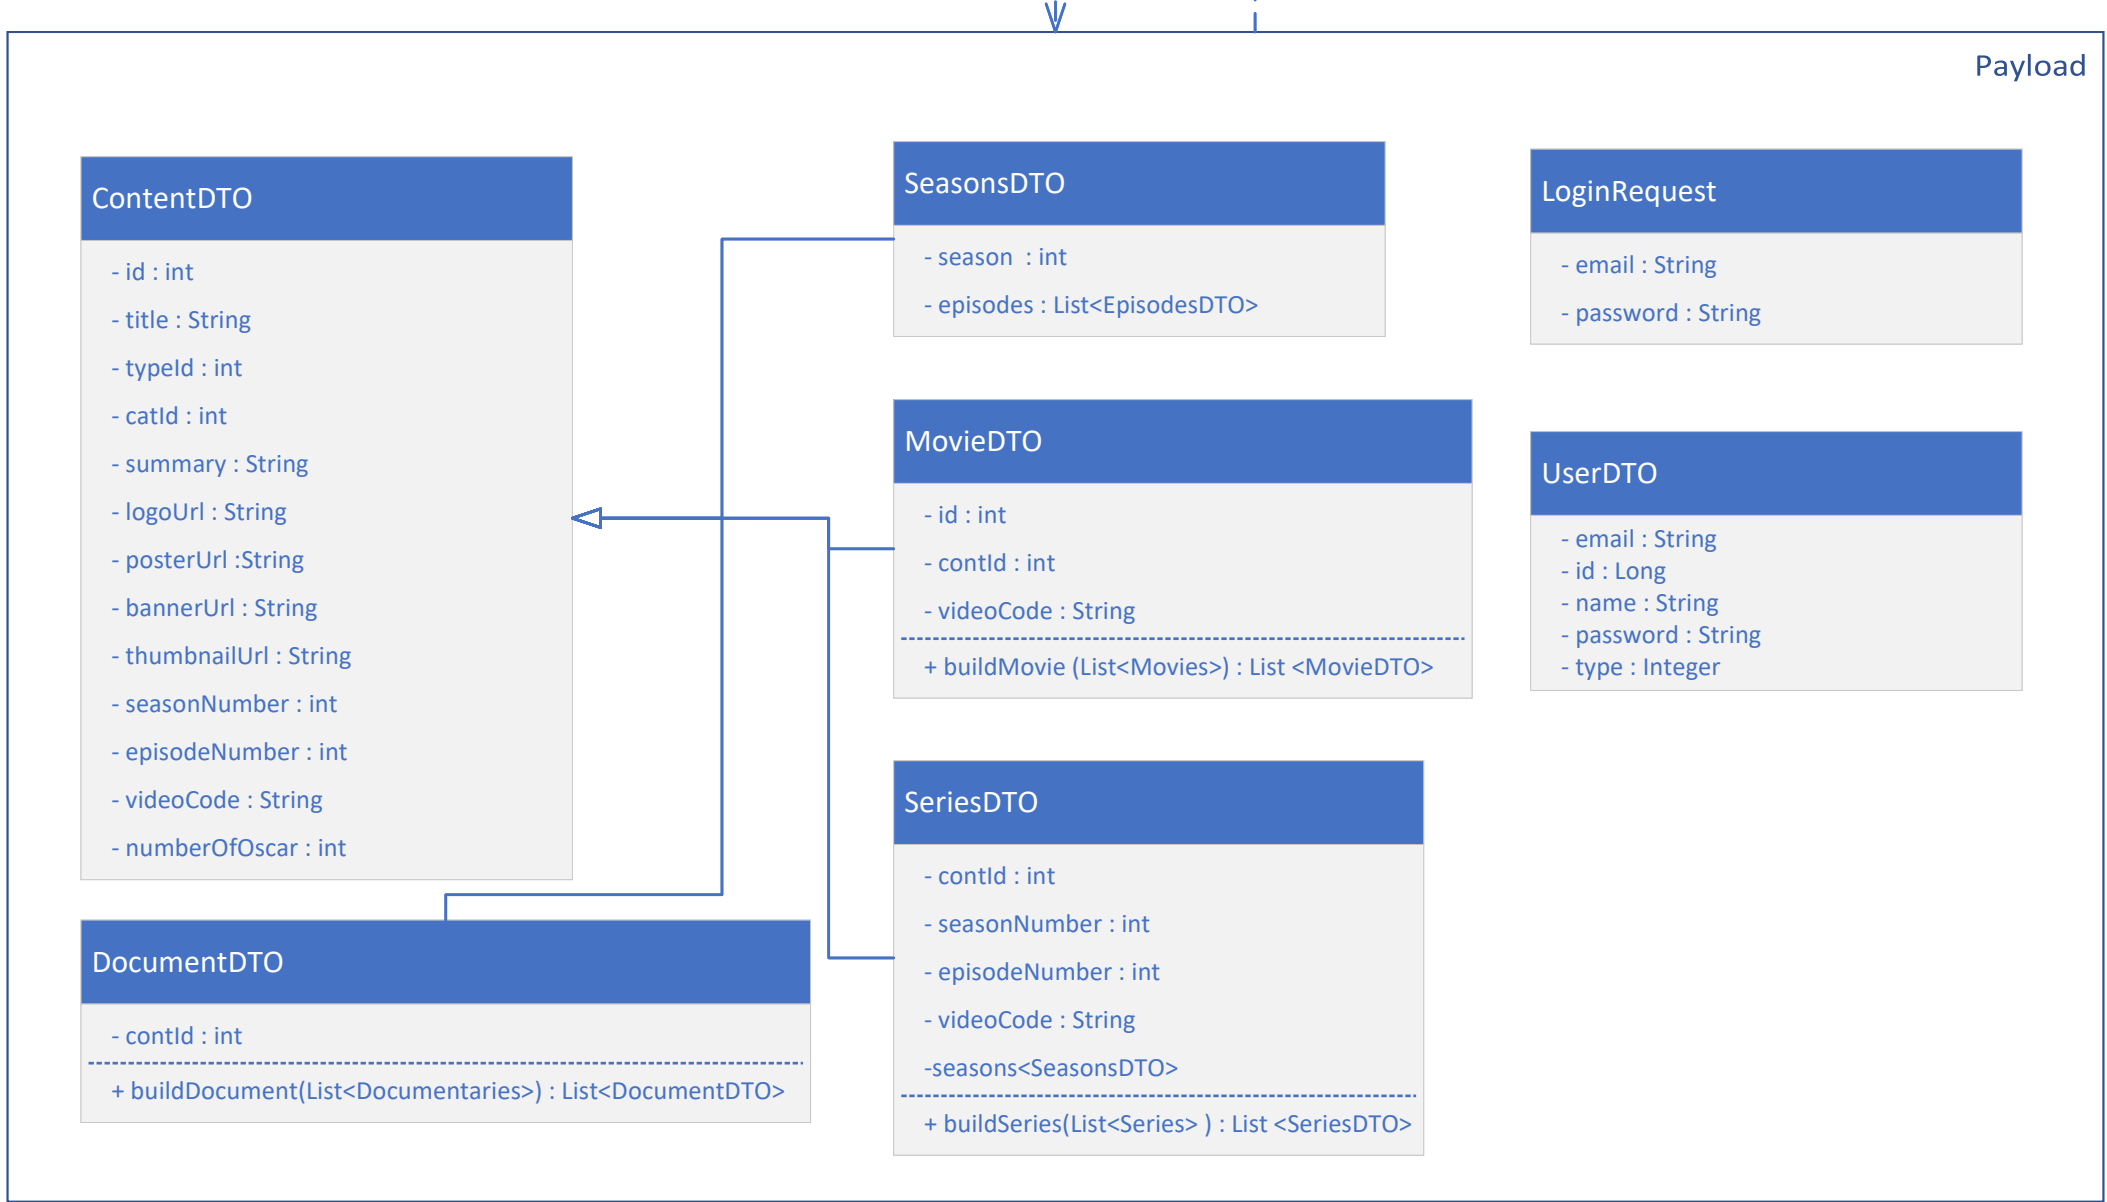 Payload
ContentDTO
- id : int
- title : String
- typeId : int
- catId : int
- summary : String
- logoUrl : String
- posterUrl :String
- bannerUrl : String
- thumbnailUrl : String
- seasonNumber : int
- episodeNumber : int
- videoCode : String
- numberOfOscar : int
DocumentDTO
- contId : int
+ buildDocument(List<Documentaries>) : List<DocumentDTO>
SeasonsDTO
- season  : int
- episodes : List<EpisodesDTO>
MovieDTO
- id : int
- contId : int
- videoCode : String
+ buildMovie (List<Movies>) : List <MovieDTO>
SeriesDTO
- contId : int
- seasonNumber : int
- episodeNumber : int
- videoCode : String
-seasons<SeasonsDTO>
+ buildSeries(List<Series> ) : List <SeriesDTO>
LoginRequest
- email : String
- password : String
UserDTO
- email : String
- id : Long
- name : String
- password : String
- type : Integer